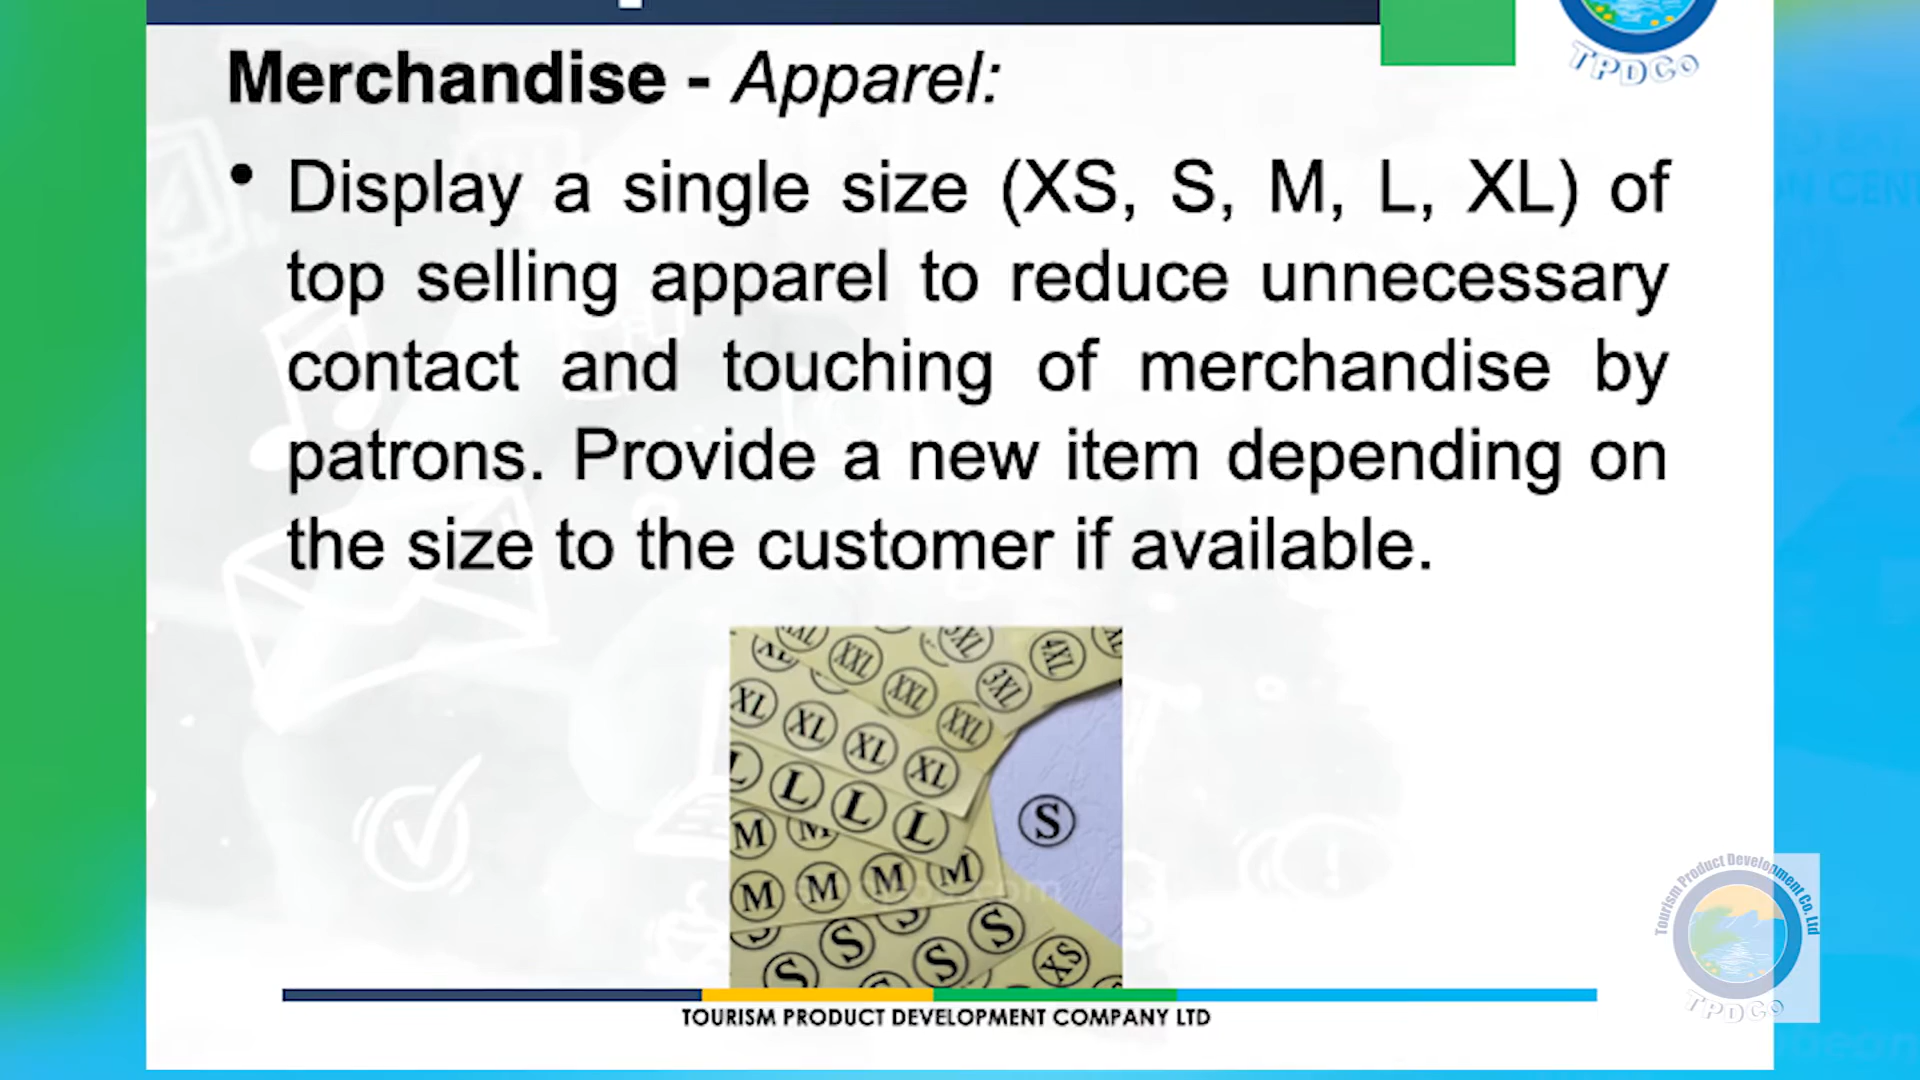 TPDCo
Merchandise - Apparel:
• Display a single size (XS, S, M, L, XL) of
top selling apparel to reduce unnecessary
contact and touching of merchandise by
patrons. Provide a new item depending on
the size to the customer if available.
XXL 3XL 4XL
XXL 3XL
XL XL XXL
XL XL
L L L L
S
M M
M M M M
S S S
S XS
TOURISM PRODUCT DEVELOPMENT COMPANY LTD
Tourism Product Development Co. Ltd
TPDCo